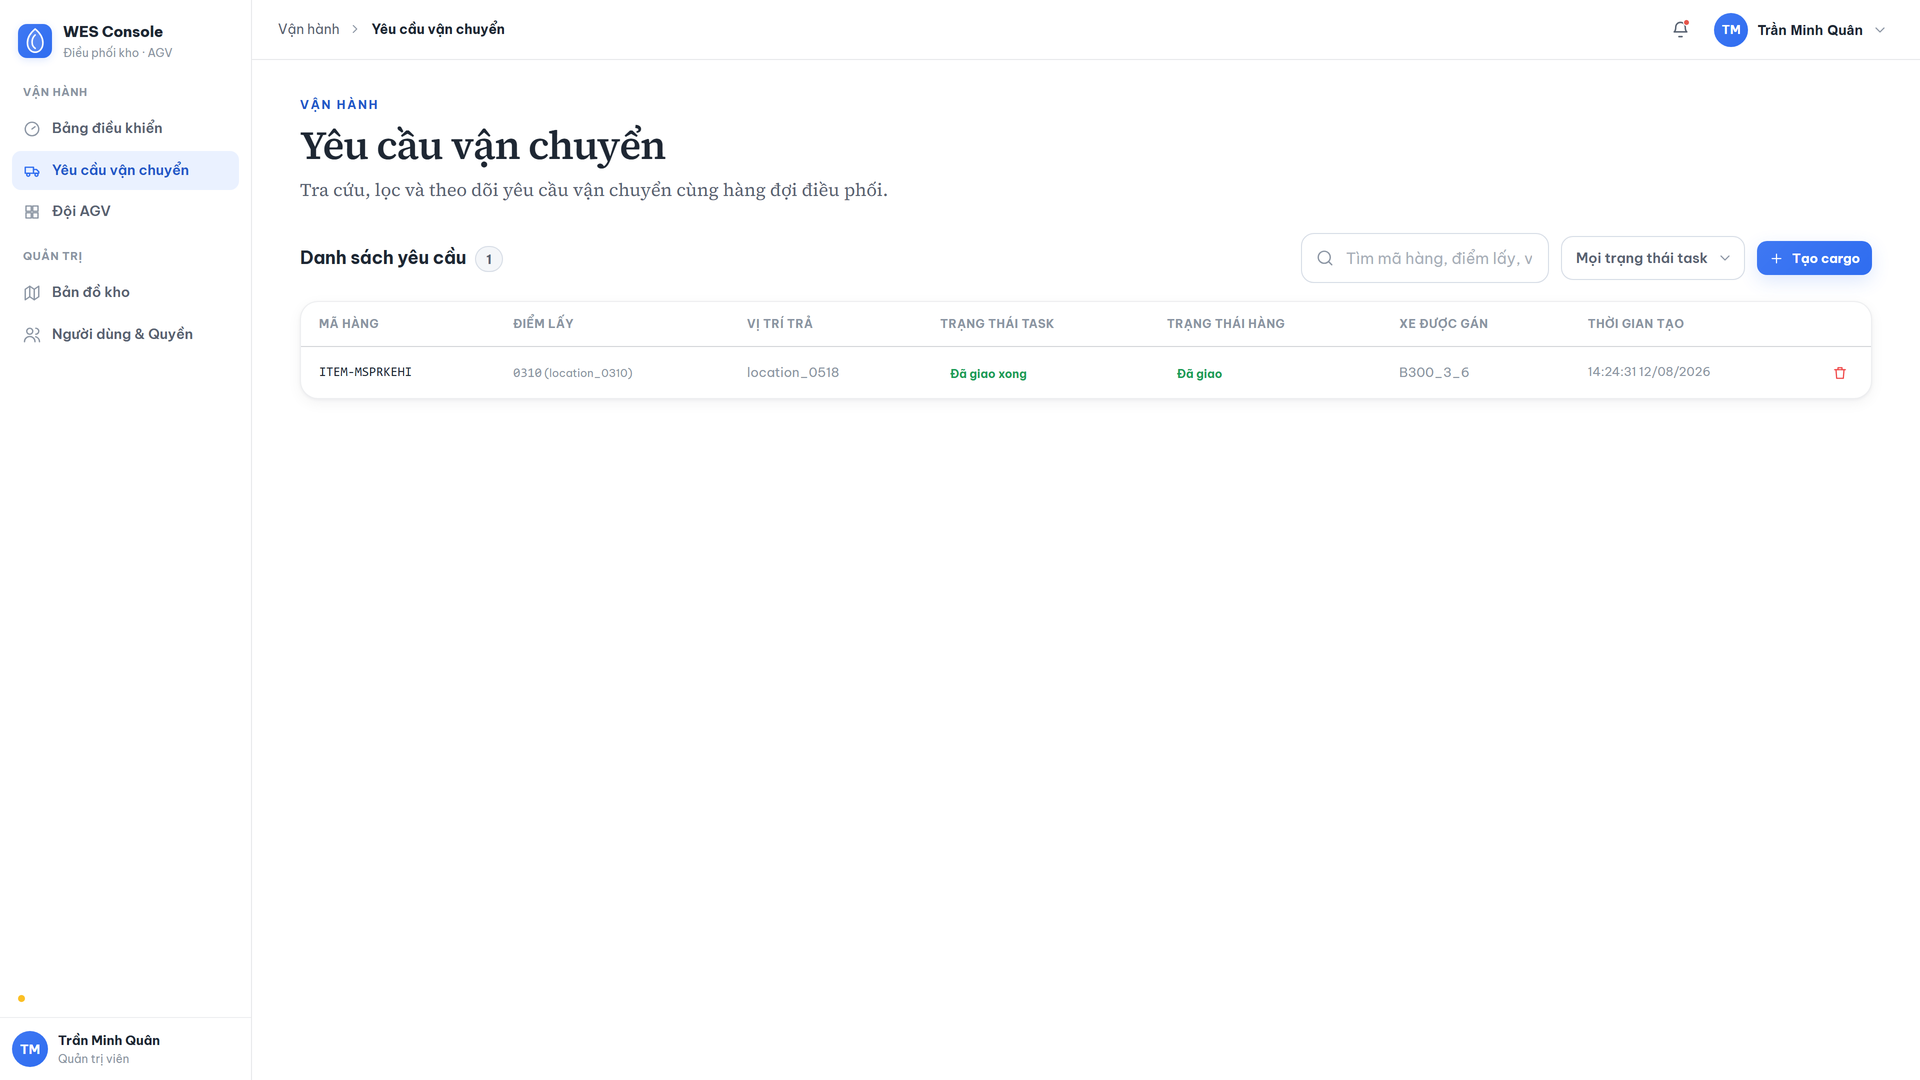 WES Console
Điều phối kho · AGV
VẬN HÀNH
Bảng điều khiển
Yêu cầu vận chuyển
Đội AGV
QUẢN TRỊ
Bản đồ kho
Người dùng & Quyền
TM
Trần Minh Quân
Quản trị viên
Vận hành
Yêu cầu vận chuyển
TM
Trần Minh Quân
VẬN HÀNH
Yêu cầu vận chuyển
Tra cứu, lọc và theo dõi yêu cầu vận chuyển cùng hàng đợi điều phối.
Danh sách yêu cầu 1
Tìm mã hàng, điểm lấy, v
Mọi trạng thái task
+ Tạo cargo
MÃ HÀNG ĐIỂM LẤY VỊ TRÍ TRẢ TRẠNG THÁI TASK TRẠNG THÁI HÀNG XE ĐƯỢC GÁN THỜI GIAN TẠO
ITEM-MSPRKEHI 0310 (location_0310) location_0518 Đã giao xong Đã giao B300_3_6 14:24:31 12/08/2026